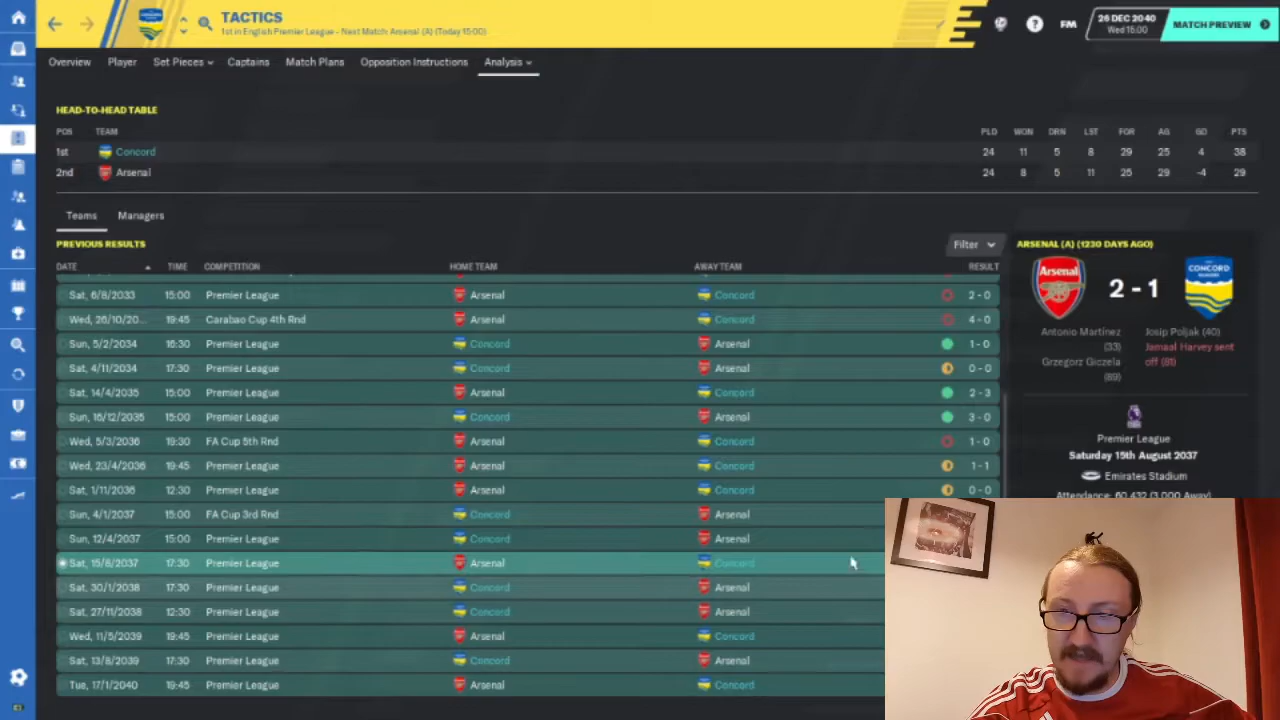 TACTICS
1st in English Premier League - Next Match: Arsenal (A) (Today 15:00)
FM
26 DEC 2040
Wed 15:00
MATCH PREVIEW
Overview Player Set Pieces Captains Match Plans Opposition Instructions Analysis
HEAD-TO-HEAD TABLE
POS TEAM PLD WON DRN LST FOR AG GD PTS
1st Concord 24 11 5 8 29 25 4 38
2nd Arsenal 24 8 5 11 25 29 -4 29
Teams Managers
PREVIOUS RESULTS
Filter
DATE TIME COMPETITION HOME TEAM AWAY TEAM RESULT
Sat, 6/8/2033 15:00 Premier League Arsenal Concord 2 - 0
Wed, 26/10/20... 19:45 Carabao Cup 4th Rnd Arsenal Concord 4 - 0
Sun, 5/2/2034 16:30 Premier League Concord Arsenal 1 - 0
Sat, 4/11/2034 17:30 Premier League Concord Arsenal 0 - 0
Sat, 14/4/2035 15:00 Premier League Arsenal Concord 2 - 3
Sun, 16/12/2035 15:00 Premier League Concord Arsenal 3 - 0
Wed, 5/3/2036 19:30 FA Cup 5th Rnd Arsenal Concord 1 - 0
Wed, 23/4/2036 19:45 Premier League Arsenal Concord 1 - 1
Sat, 1/11/2036 12:30 Premier League Arsenal Concord 0 - 0
Sun, 4/1/2037 15:00 FA Cup 3rd Rnd Concord Arsenal
Sun, 12/4/2037 15:00 Premier League Concord Arsenal
Sat, 15/8/2037 17:30 Premier League Arsenal Concord
Sat, 30/1/2038 17:30 Premier League Concord Arsenal
Sat, 27/11/2038 12:30 Premier League Concord Arsenal
Wed, 11/5/2039 19:45 Premier League Arsenal Concord
Sat, 13/8/2039 17:30 Premier League Concord Arsenal
Tue, 17/1/2040 19:45 Premier League Arsenal Concord
ARSENAL (A) (1230 DAYS AGO)
Arsenal
2 - 1
CONCORD
Antonio Martínez
(33)
Grzegorz Giczela
(89)
Josip Poljak (40)
Jamaal Harvey sent
off (81)
Premier League
Saturday 15th August 2037
Emirates Stadium
Attendance: 60,432 (3,000 Away)